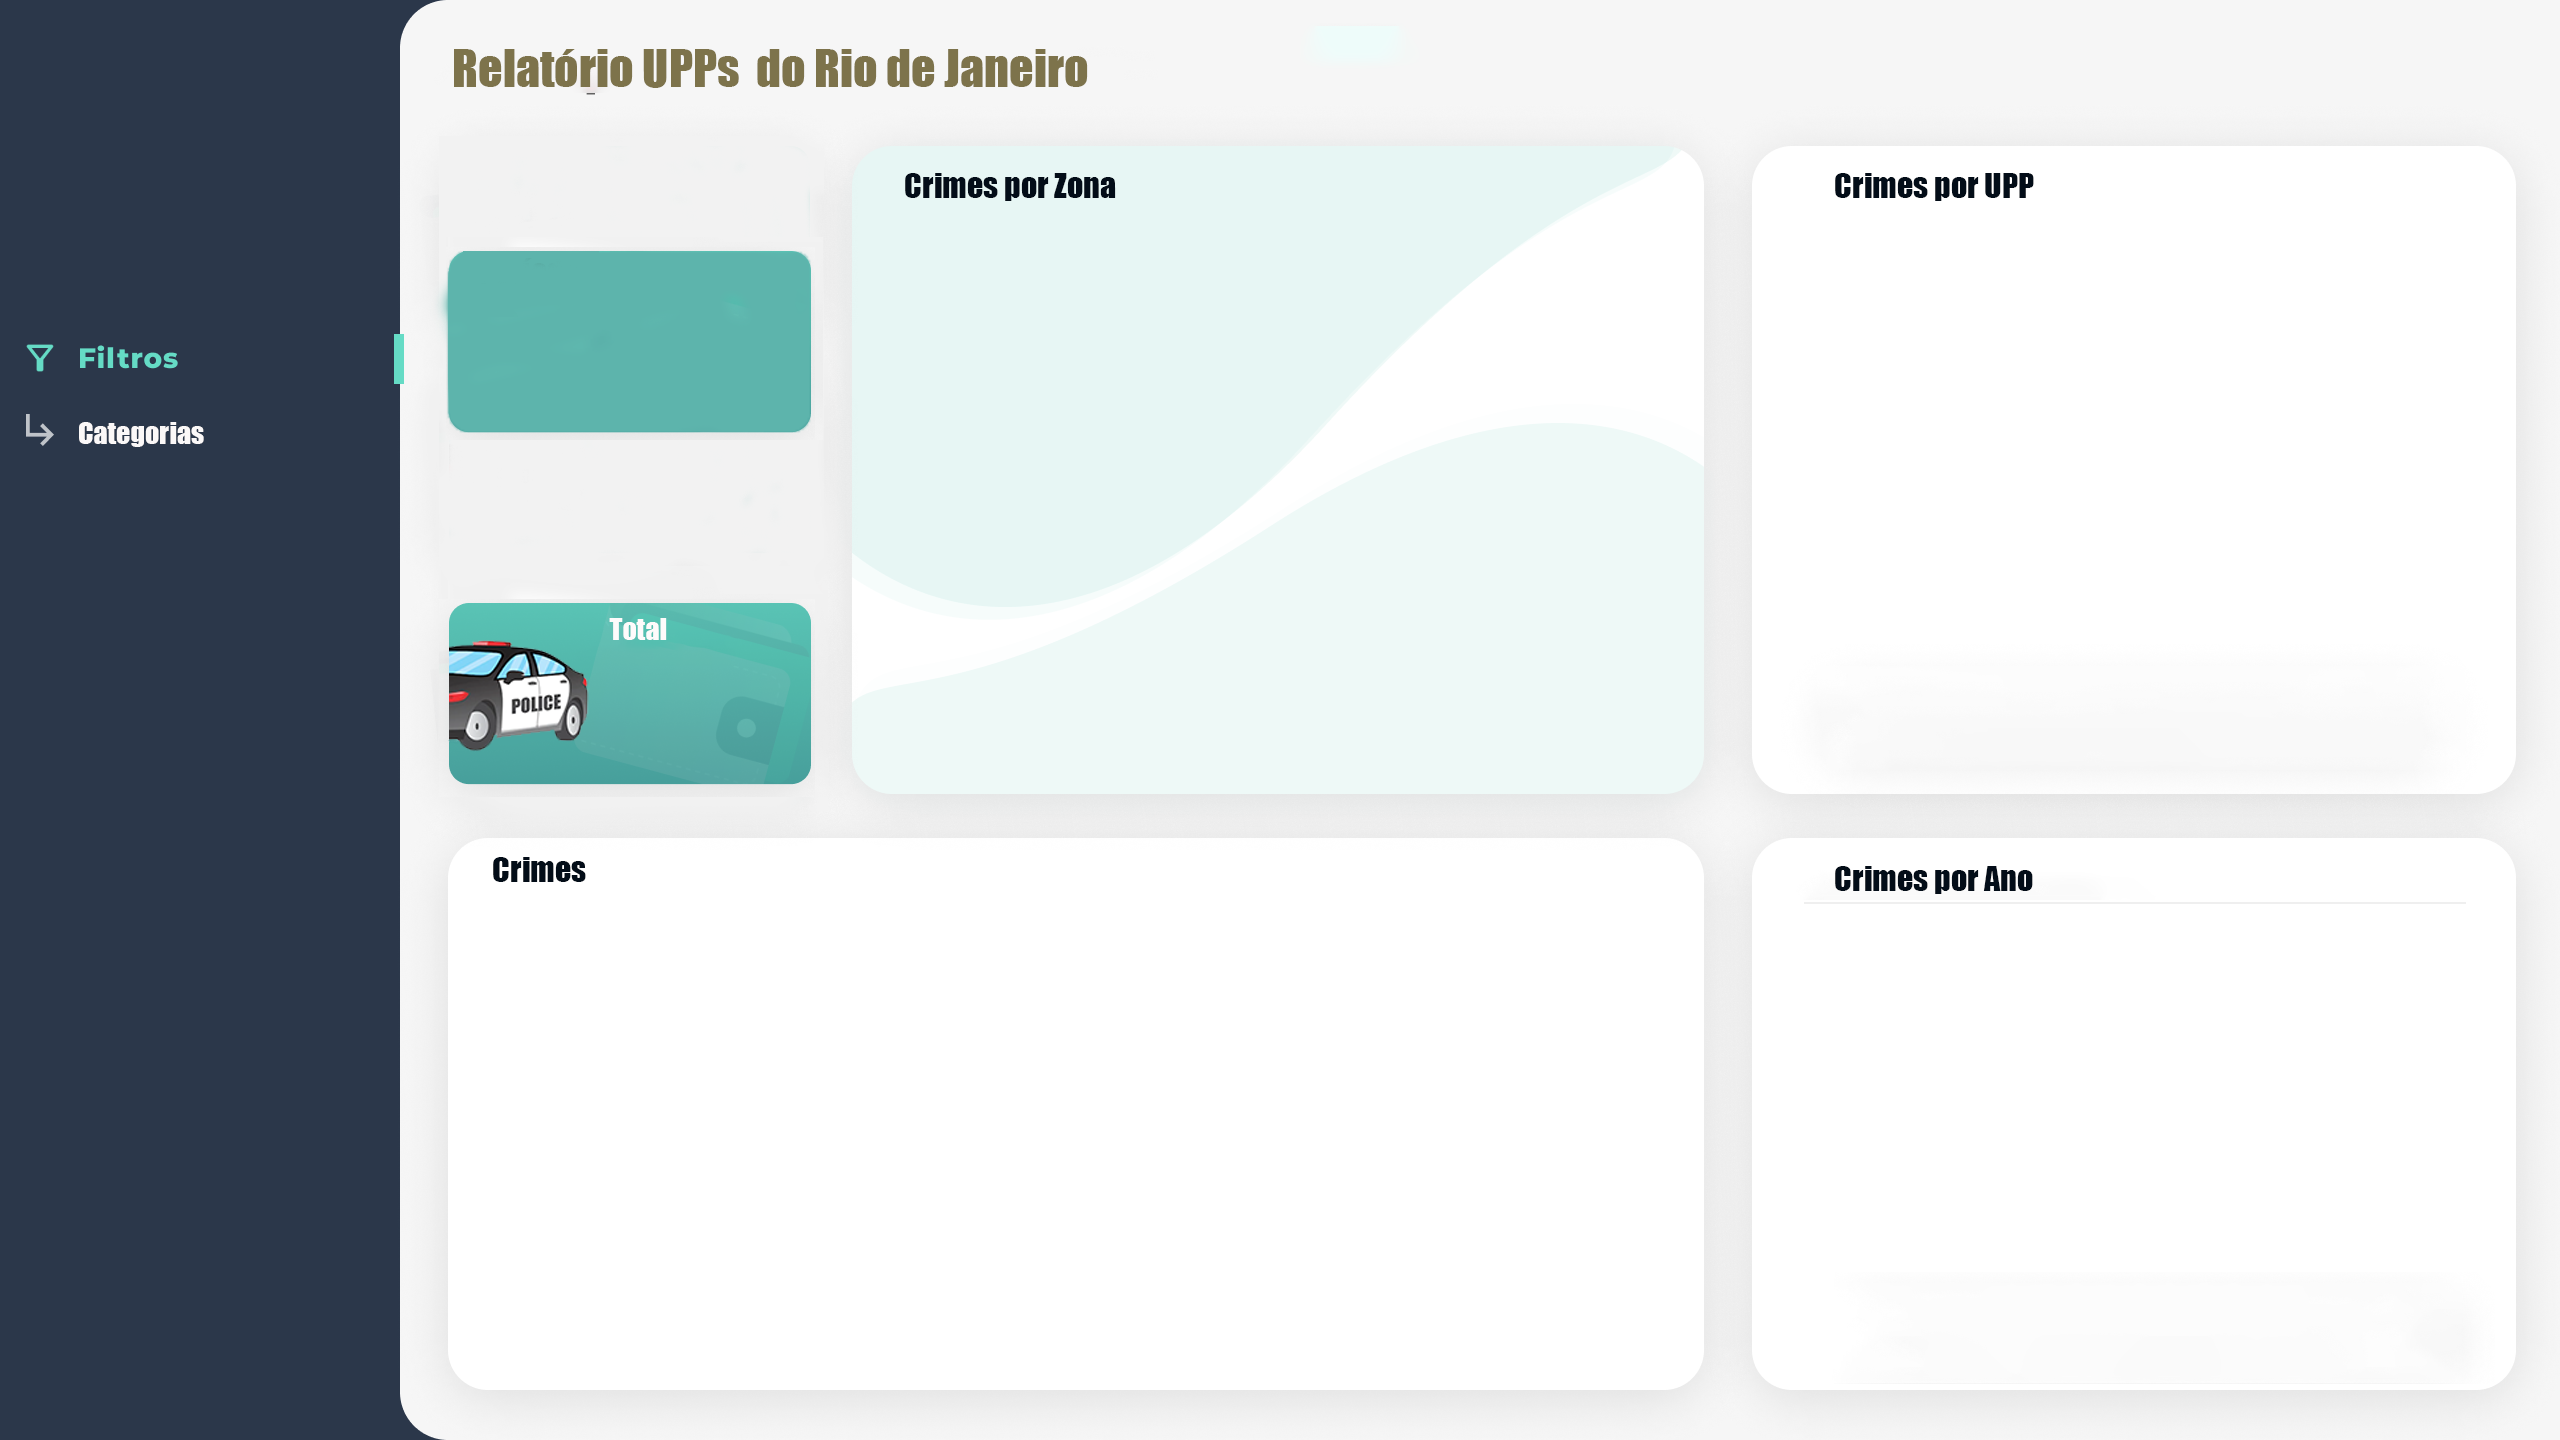 Relatório UPPs do Rio de Janeiro
Filtros
Categorias
Crimes por Zona
Crimes por UPP
Total
POLICE
Crimes
Crimes por Ano